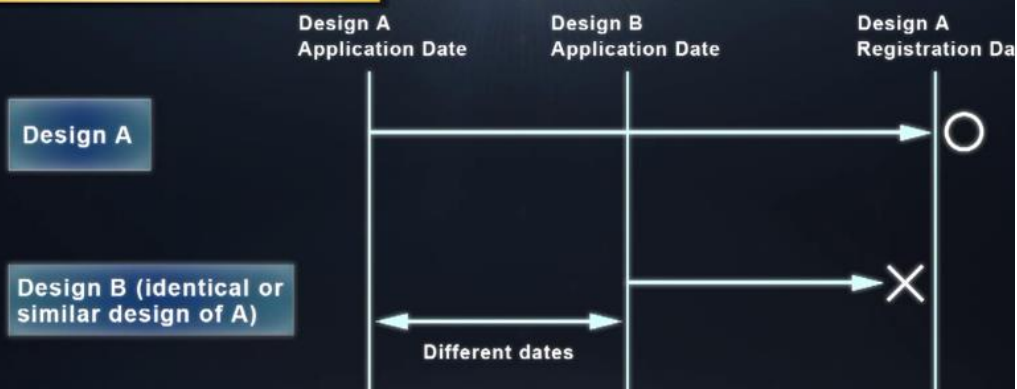 Design A
Application Date
Design B
Application Date
Design A
Registration Da
Design A
Design B (identical or
similar design of A)
Different dates